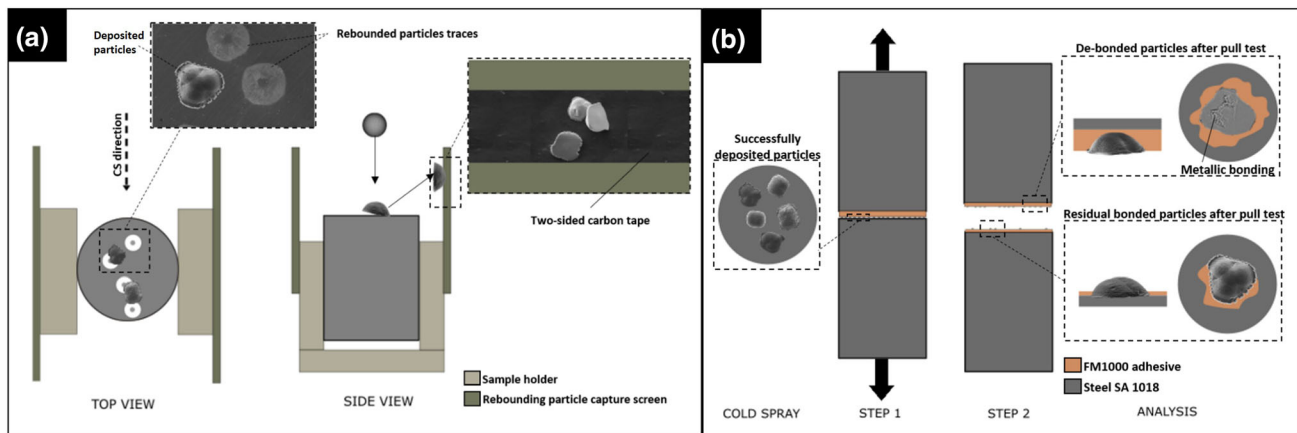 (a)
Deposited
particles
Rebounded particles traces
CS direction
Two-sided carbon tape
Sample holder
Rebounding particle capture screen
TOP VIEW
SIDE VIEW
(b)
De-bonded particles after pull test
Successfully
deposited particles
Metallic bonding
Residual bonded particles after pull test
FM1000 adhesive
Steel SA 1018
COLD SPRAY
STEP 1
STEP 2
ANALYSIS